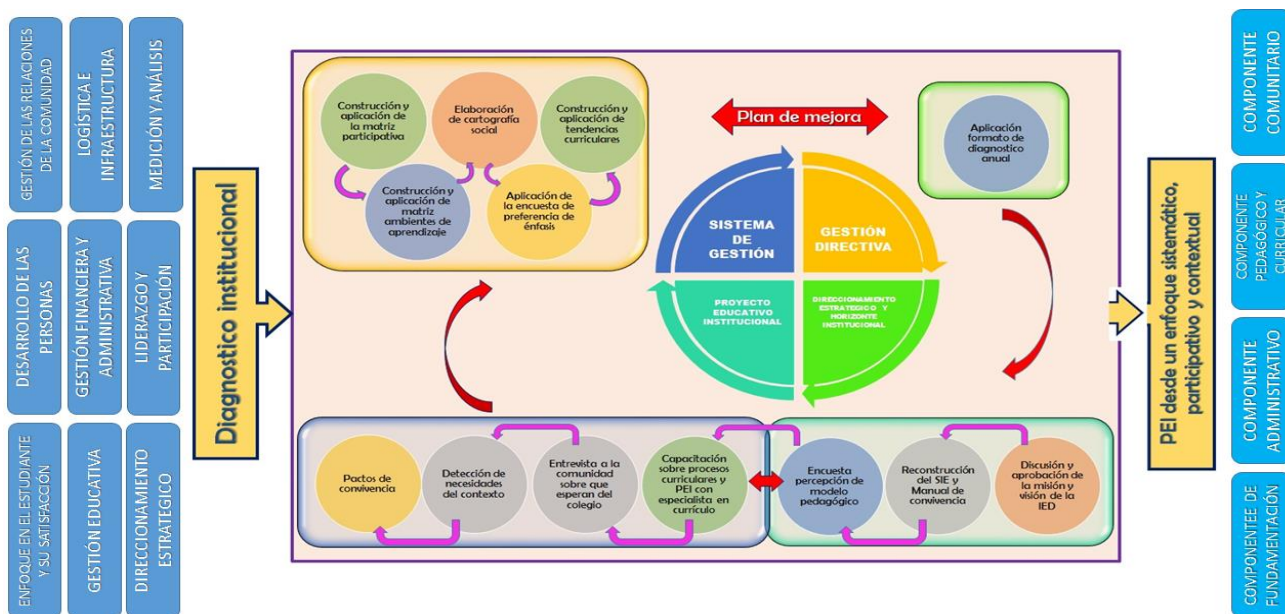 GESTIÓN DE LAS RELACIONES
DE LA COMUNIDAD
LOGÍSTICA E
INFRAESTRUCTURA
MEDICIÓN Y ANÁLISIS
DESARROLLO DE LAS
PERSONAS
GESTIÓN FINANCIERA Y
ADMINISTRATIVA
LIDERAZGO Y
PARTICIPACIÓN
ENFOQUE EN EL ESTUDIANTE
Y SU SATISFACCIÓN
GESTIÓN EDUCATIVA
DIRECCIONAMIENTO
ESTRATEGICO
Diagnostico institucional
Construcción y
aplicación de
la matriz
participativa
Construcción y
aplicación de
matriz
ambientes de
aprendizaje
Elaboración
de cartografía
social
Aplicación de
la encuesta de
preferencia de
énfasis
Construcción y
aplicación de
tendencias
curriculares
Plan de mejora
Aplicación
formato de
diagnostico
anual
SISTEMA
DE
GESTIÓN
GESTIÓN
DIRECTIVA
PROYECTO
EDUCATIVO
INSTITUCIONAL
DIRECCIONAMIENTO
ESTRATEGICO Y
HORIZONTE
INSTITUCIONAL
Pactos de
convivencia
Detección de
necesidades
del contexto
Entrevista a la
comunidad
sobre que
esperan del
colegio
Capacitación
sobre procesos
curriculares y
PEI con
especialista en
currículo
Encuesta
percepción de
modelo
pedagógico
Reconstrucción
del SIE y
Manual de
convivencia
Discusión y
aprobación de
la misión y
visión de la
IED
PEI desde un enfoque sistemático,
participativo y contextual
COMPONENTE
COMUNITARIO
COMPONENTE
PEDAGÓGICO Y
CURRICULAR
COMPONENTE
ADMINISTRATIVO
COMPONENTEE DE
FUNDAMENTACIÓN